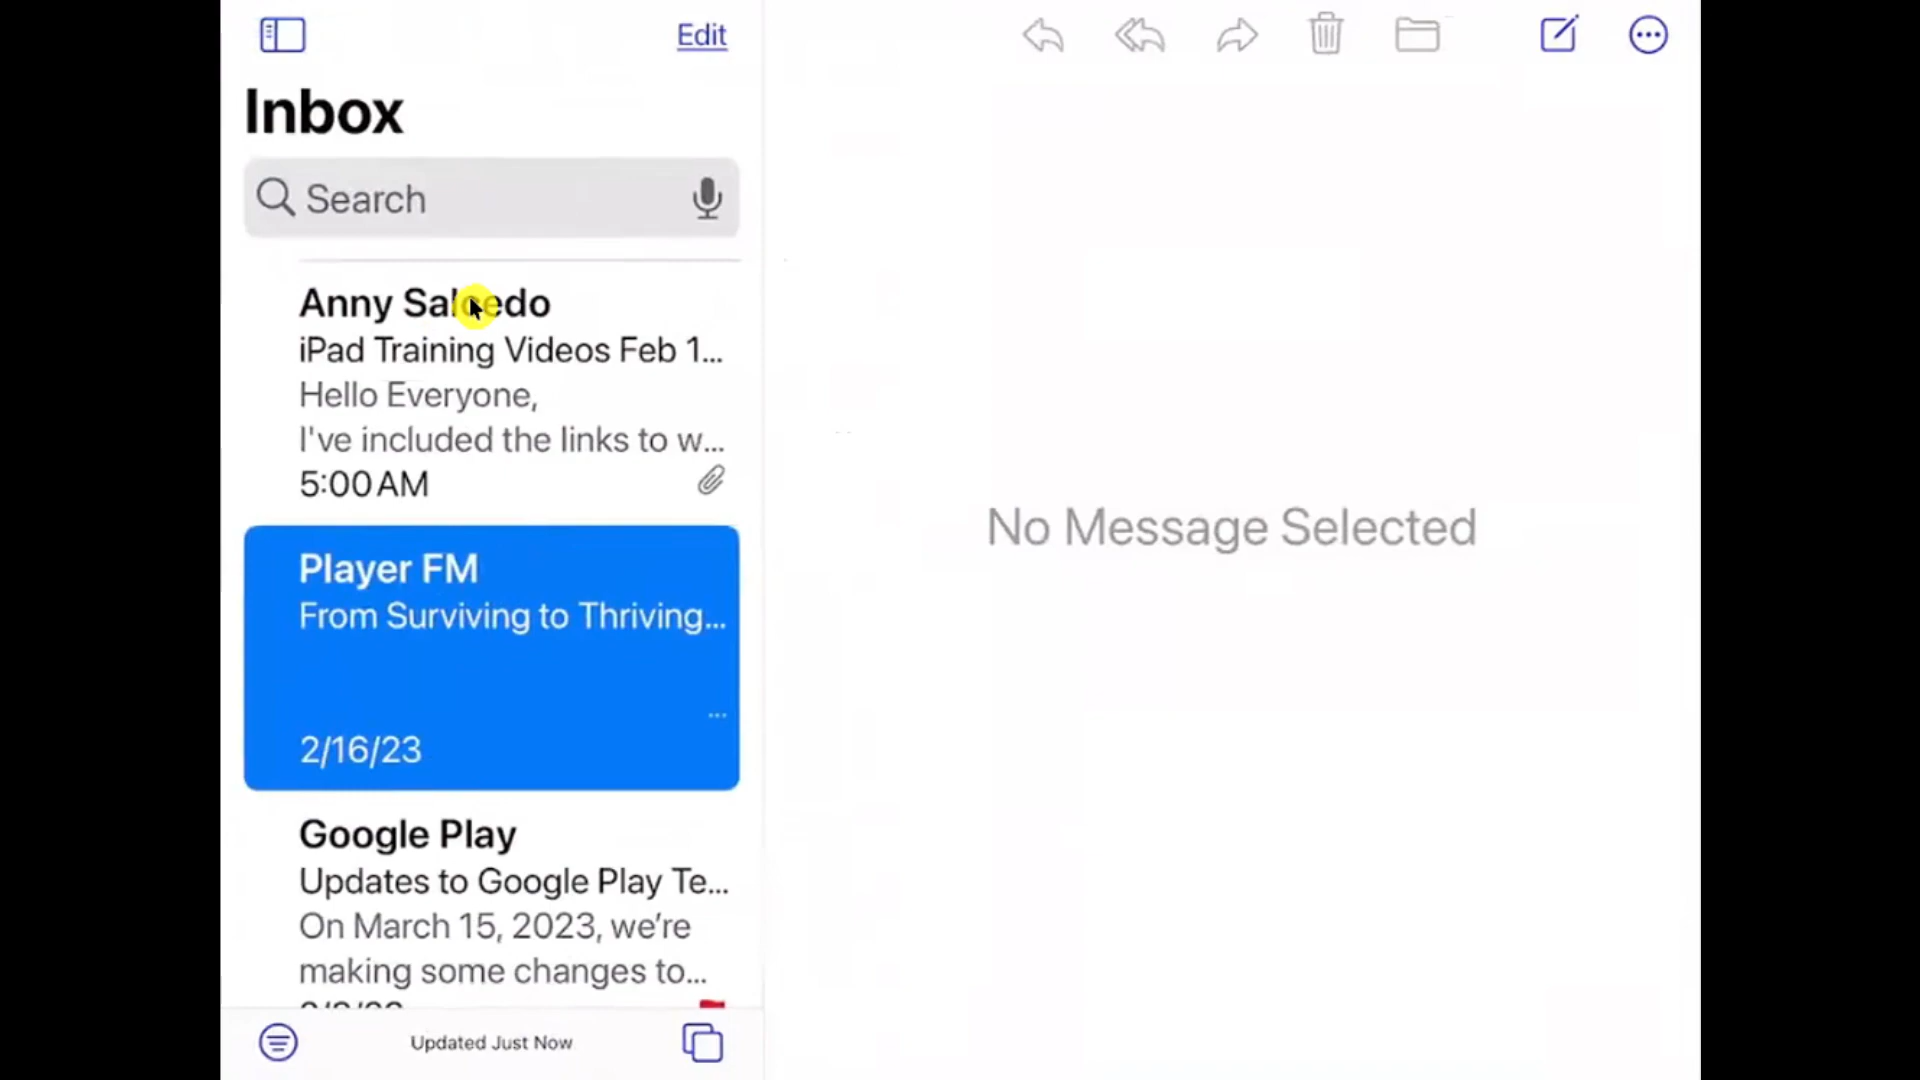 Edit
Inbox
Search
Anny Salcedo
iPad Training Videos Feb 1...
Hello Everyone,
I've included the links to w...
5:00 AM
Player FM
From Surviving to Thriving...
...
2/16/23
Google Play
Updates to Google Play Te...
On March 15, 2023, we’re
making some changes to...
Updated Just Now
No Message Selected